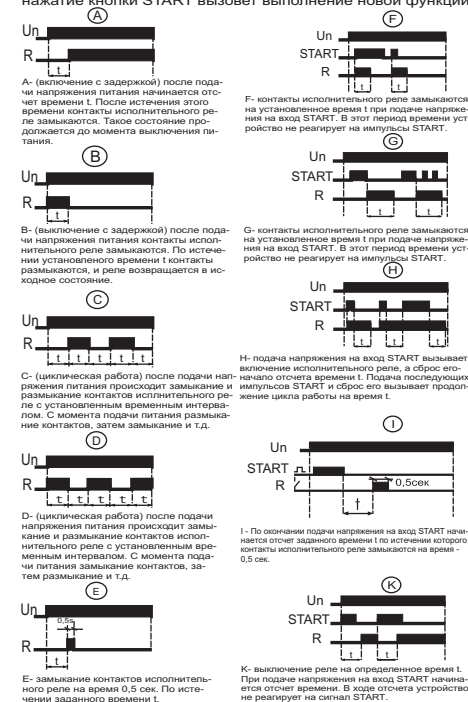 нажатие кнопки START вызовет выполнение новой функции
A
Un
R
t
A- (включение с задержкой) после пода-
чи напряжения питания начинается отс-
чет времени t. После истечения этого
времени контакты исполнительного ре-
ле замыкаются. Такое состояние про-
должается до момента выключения пи-
тания.
B
Un
R
t
B- (выключение с задержкой) после пода-
чи напряжения питания контакты испол-
нительного реле замыкаются. По истече-
нии установленого времени t контакты
размыкаются, и реле возвращается в ис-
ходное состояние.
C
Un
R
t t t t t
C- (циклическая работа) после подачи нап-
ряжения питания происходит замыкание и
размыкание контактов исплнительного ре-
ле с установленным временным интерва-
лом. С момента подачи питания размыка-
ние контактов, затем замыкание и т.д.
D
Un
R
t t t t t
D- (циклическая работа) после подачи
напряжения питания происходит замы-
кание и размыкание контактов испол-
нительного реле с установленным вре-
менным интервалом. С момента пода-
чи питания замыкание контактов, за-
тем размыкание и т.д.
E
Un
0,5s
R
t
E- замыкание контактов исполнитель-
ного реле на время 0,5 сек. По исте-
чении заданного времени t.
F
Un
START
R
t t
F- контакты исполнительного реле замыкаются
на установленное время t при подаче напряже-
ния на вход START. В этот период времени уст-
ройство не реагирует на импульсы START.
G
Un
START
R
t t
G- контакты исполнительного реле замыкаются
на установленное время t при подаче напряже-
ния на вход START. В этот период времени уст-
ройство не реагирует на импульсы START.
H
Un
START
R
t t
H- подача напряжения на вход START вызывает
включение исполнительного реле, а сброс его-
начало отсчета времени t. Подача последующих
импульсов START и сброс его вызывает продол-
жение цикла работы на время t.
I
Un
START
R
0,5сек
t
I - По окончании подачи напряжения на вход START начи-
нается отсчет заданного времени t по истечении которого
контакты исполнительного реле замыкаются на время -
0,5 сек.
K
Un
START
R
t t
K- выключение реле на определенное время t.
При подаче напряжения на вход START начина-
ется отсчет времени. В ходе отсчета устройство
не реагирует на сигнал START.